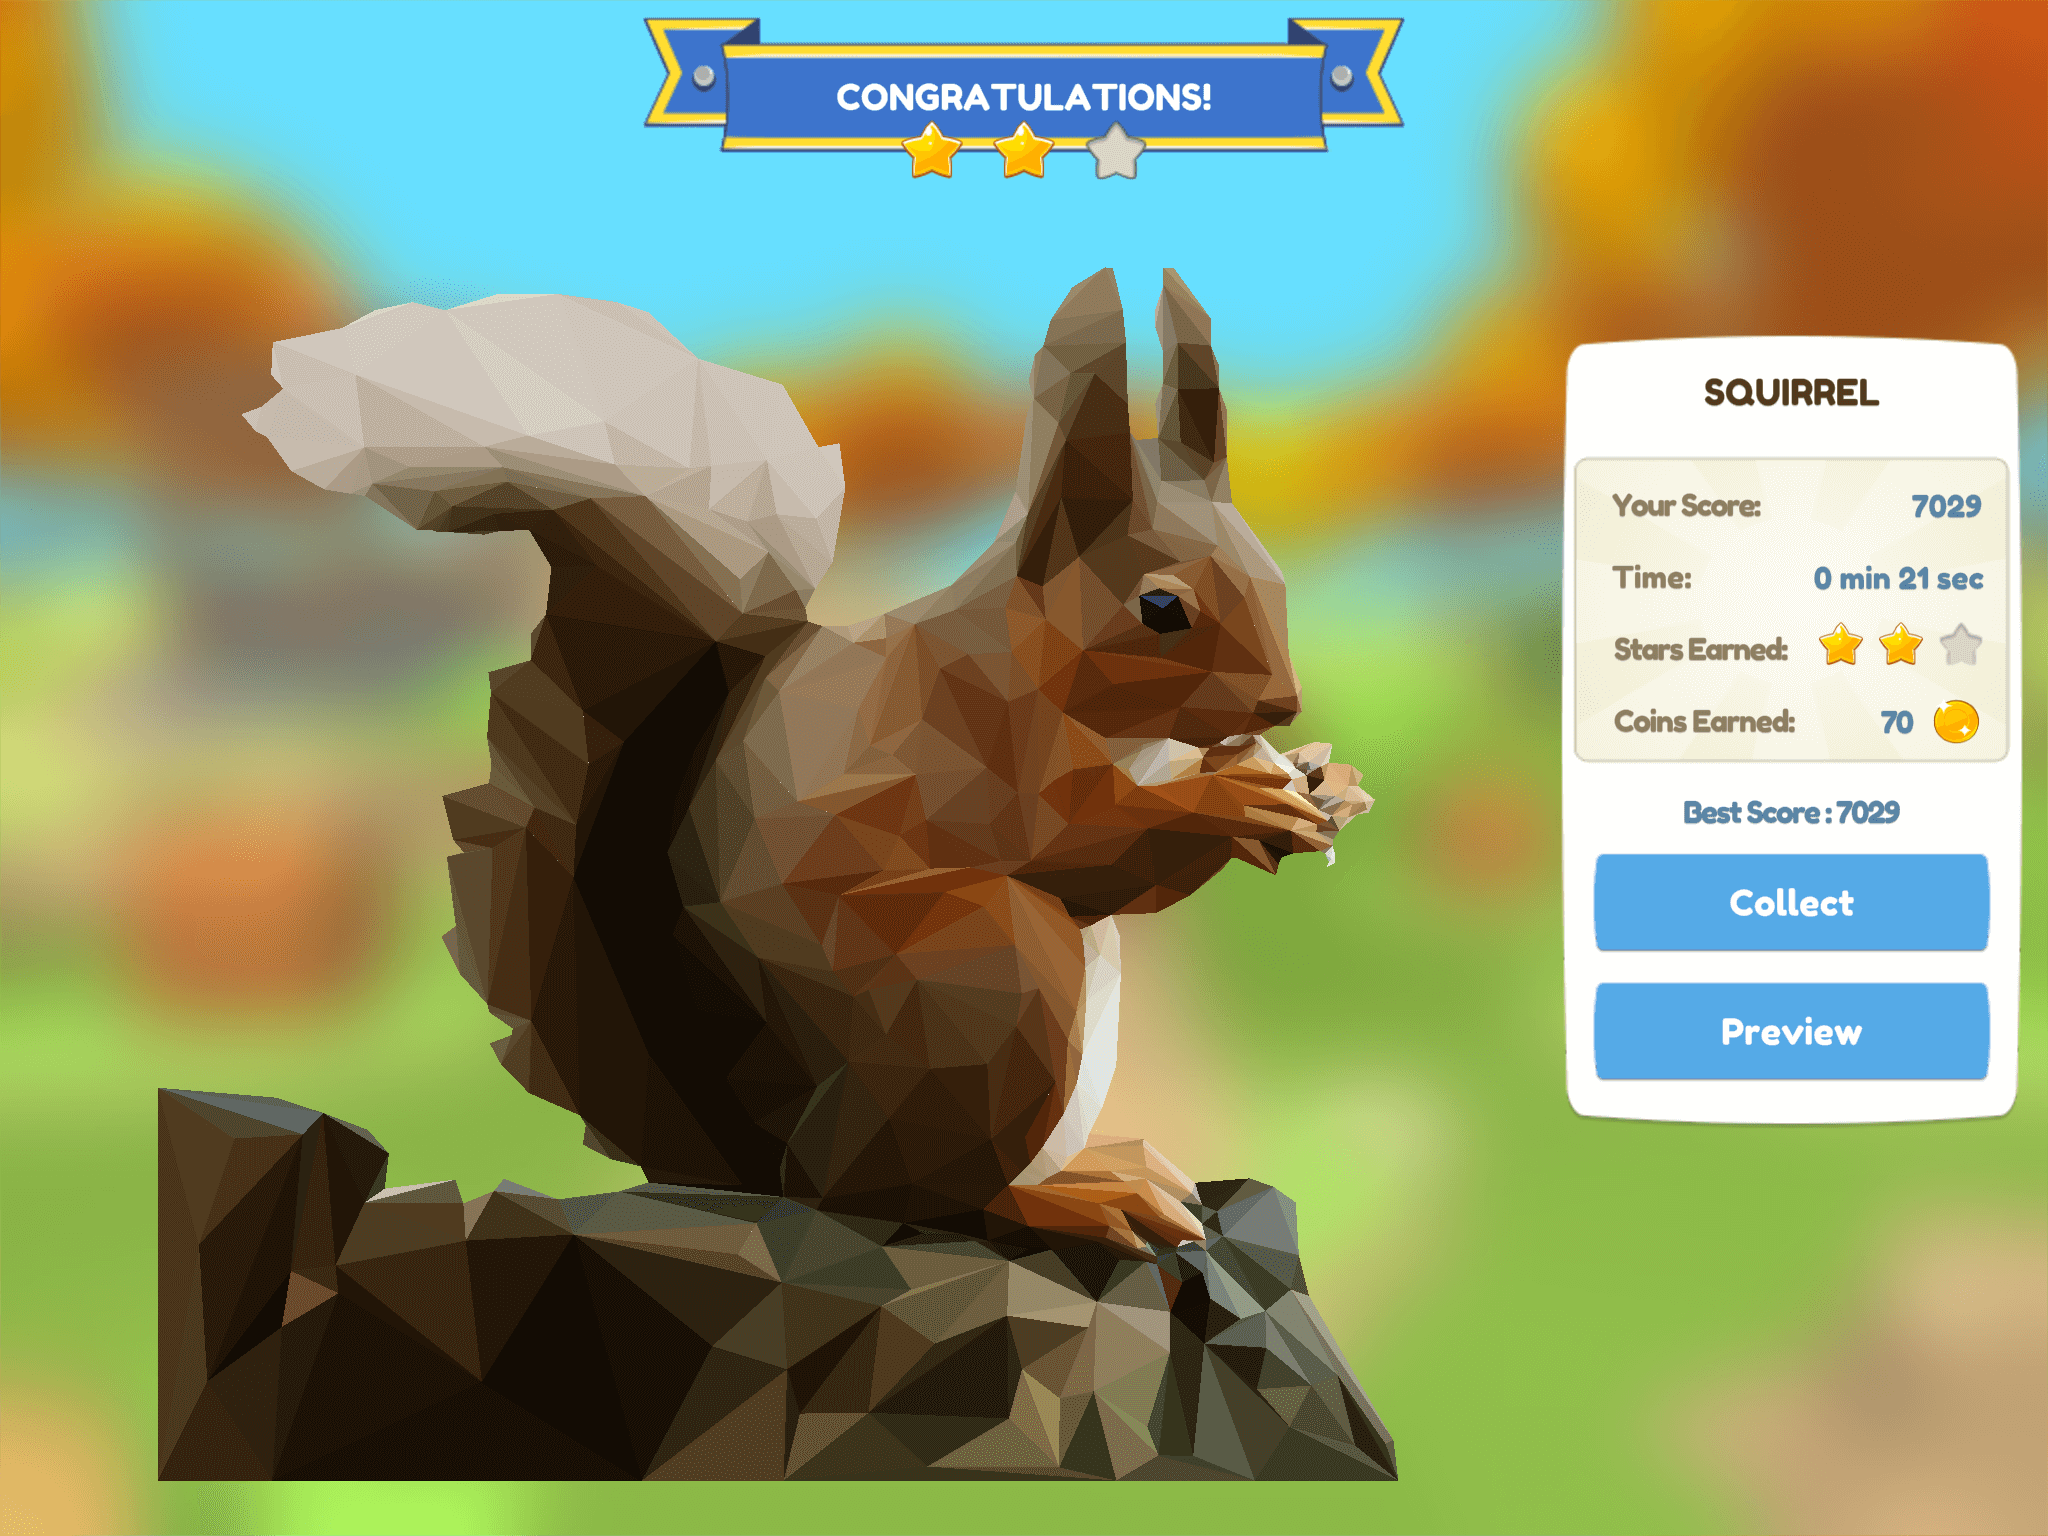 CONGRATULATIONS!
SQUIRREL
Your Score: 7029
Time: 0 min 21 sec
Stars Earned:
Coins Earned: 70
Best Score : 7029
Collect
Preview